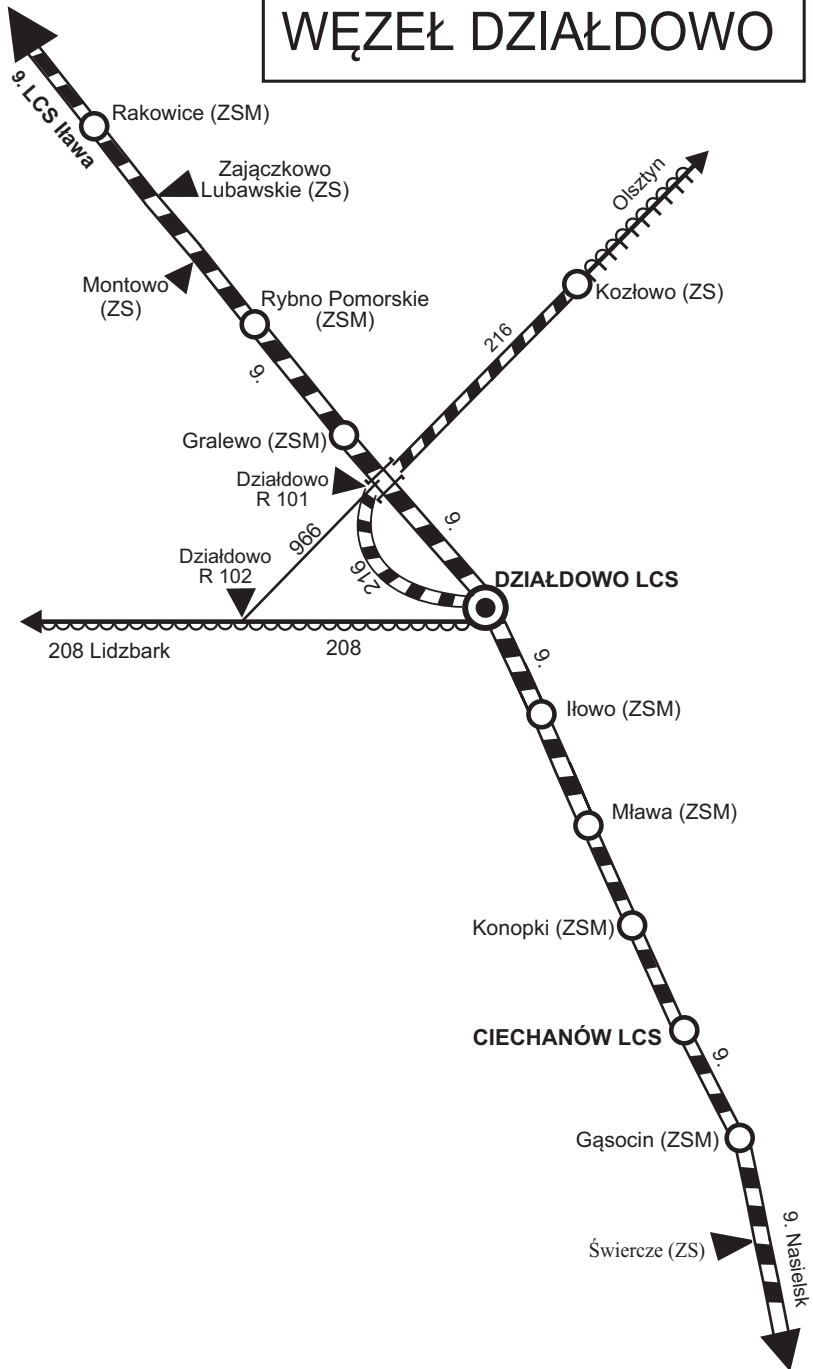 WĘZEŁ DZIAŁDOWO
9. LCS Iława
Rakowice (ZSM)
Zajączkowo
Lubawskie (ZS)
Olsztyn
Montowo
(ZS)
Rybno Pomorskie
(ZSM)
Kozłowo (ZS)
216
9.
Gralewo (ZSM)
Działdowo
R 101
9.
966
216
Działdowo
R 102
DZIAŁDOWO LCS
208 Lidzbark
208
9.
Iłowo (ZSM)
Mława (ZSM)
Konopki (ZSM)
CIECHANÓW LCS
9.
Gąsocin (ZSM)
Świercze (ZS)
9. Nasielsk